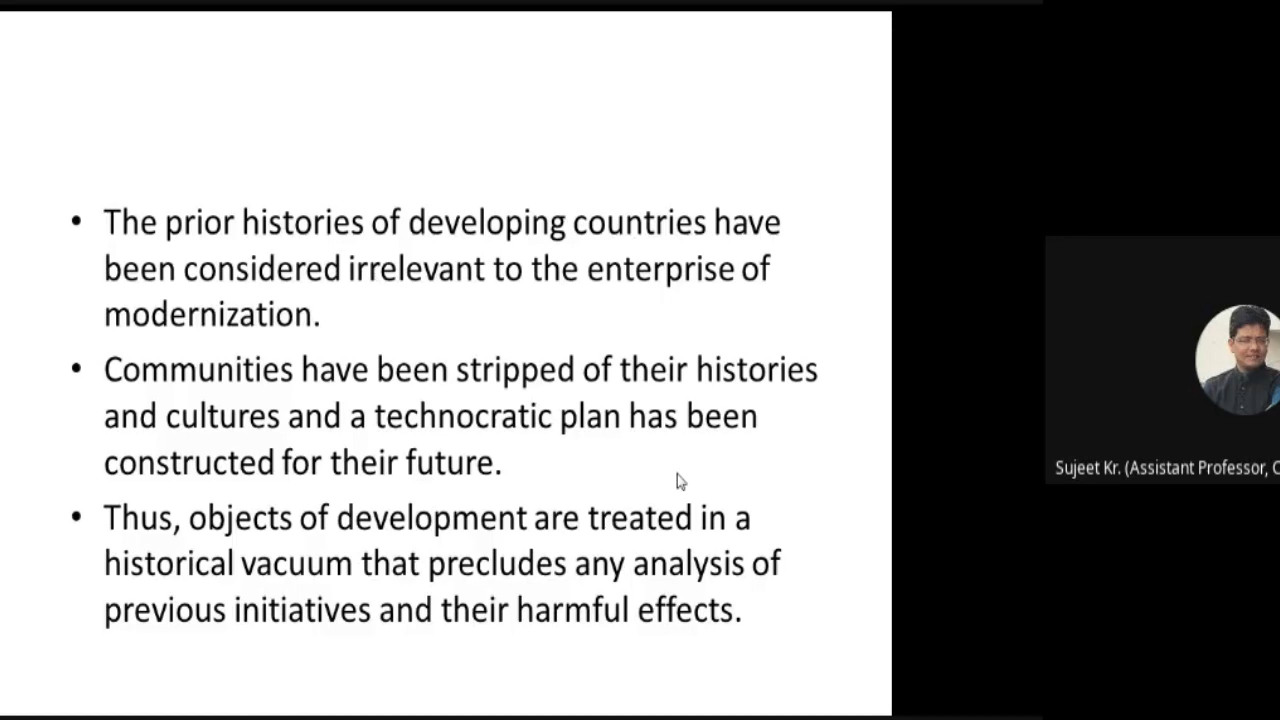 • The prior histories of developing countries have
been considered irrelevant to the enterprise of
modernization.
• Communities have been stripped of their histories
and cultures and a technocratic plan has been
constructed for their future.
• Thus, objects of development are treated in a
historical vacuum that precludes any analysis of
previous initiatives and their harmful effects.
Sujeet Kr. (Assistant Professor,